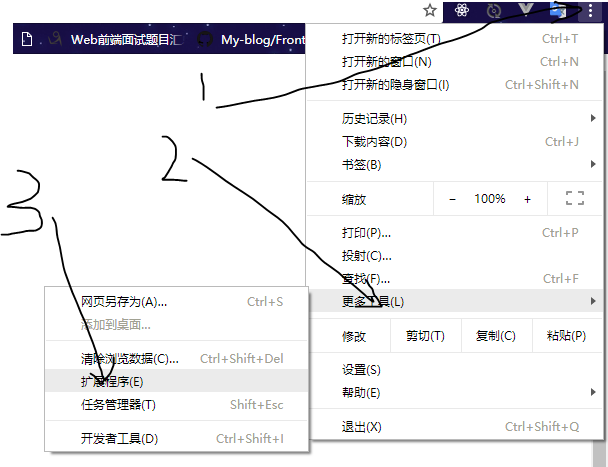 Web前端面试题目汇
My-blog/Front
1
打开新的标签页(T) Ctrl+T
打开新的窗口(N) Ctrl+N
打开新的隐身窗口(I) Ctrl+Shift+N
历史记录(H)
下载内容(D) Ctrl+J
书签(B)
2
缩放 − 100% +
打印(P)... Ctrl+P
投射(C)...
查找(F)... Ctrl+F
更多工具(L)
修改 剪切(T) 复制(C) 粘贴(P)
设置(S)
帮助(E)
退出(X) Ctrl+Shift+Q
3
网页另存为(A)... Ctrl+S
添加到桌面...
清除浏览数据(C)... Ctrl+Shift+Del
扩展程序(E)
任务管理器(T) Shift+Esc
开发者工具(D) Ctrl+Shift+I